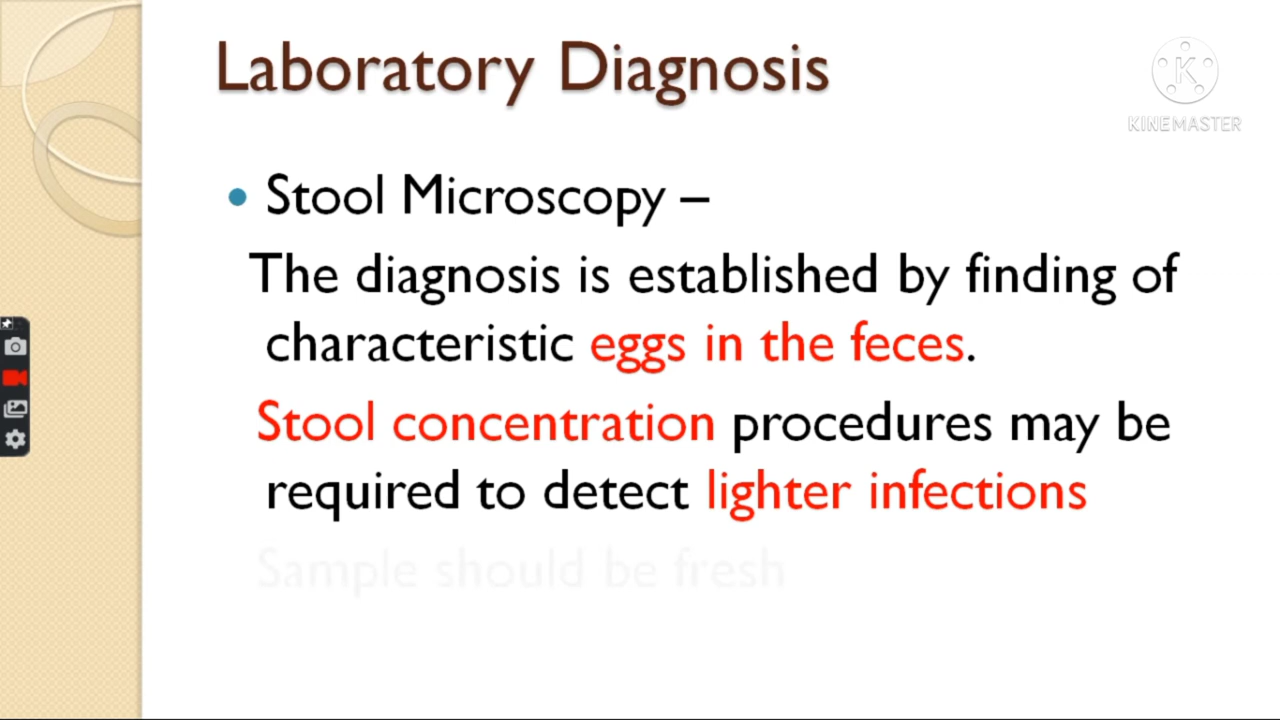 Laboratory Diagnosis
K
KINEMASTER
• Stool Microscopy –
The diagnosis is established by finding of
characteristic eggs in the feces.
Stool concentration procedures may be
required to detect lighter infections
Sample should be fresh